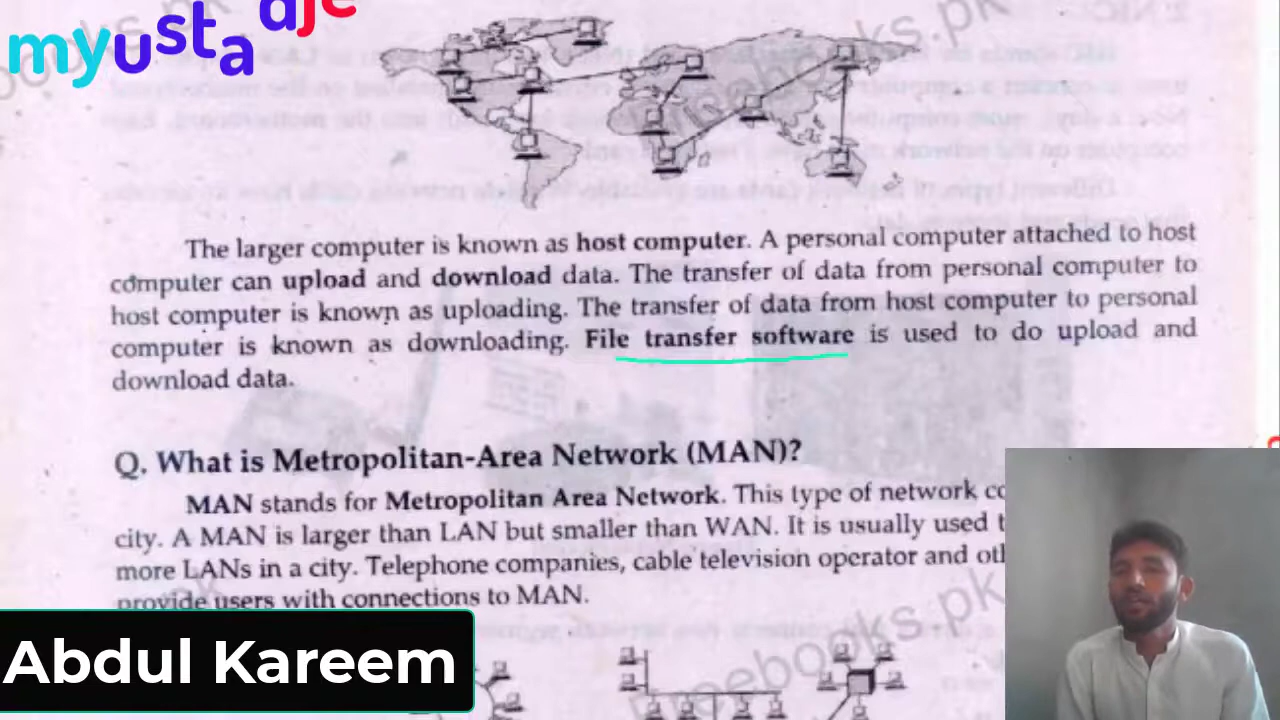 myustadje
freebooks.pk
The larger computer is known as host computer. A personal computer attached to host
computer can upload and download data. The transfer of data from personal computer to
host computer is known as uploading. The transfer of data from host computer to personal
computer is known as downloading. File transfer software is used to do upload and
download data.
Q. What is Metropolitan-Area Network (MAN)?
MAN stands for Metropolitan Area Network. This type of network
city. A MAN is larger than LAN but smaller than WAN. It is usually used
more LANs in a city. Telephone companies, cable television operator and
provide users with connections to MAN.
Abdul Kareem
freebooks.pk